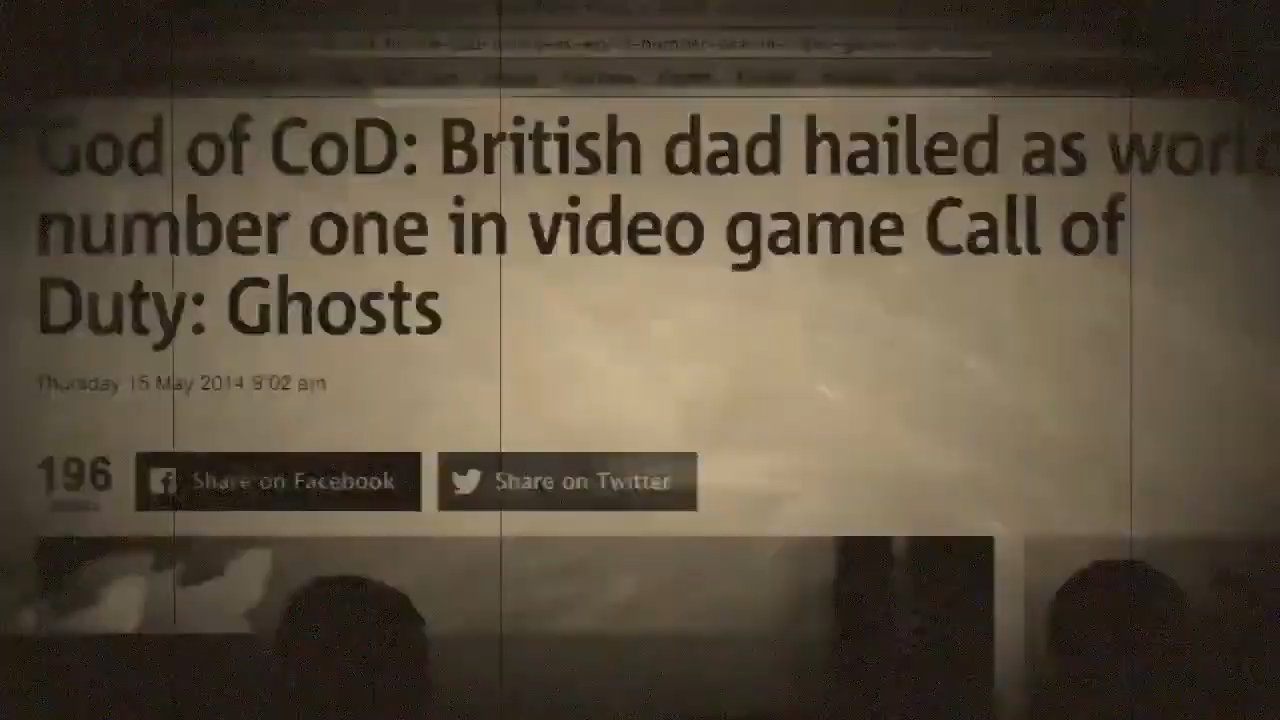 God of CoD: British dad hailed as world
number one in video game Call of
Duty: Ghosts
Thursday 15 May 2014 9:02 am
196
Share on Facebook
Share on Twitter